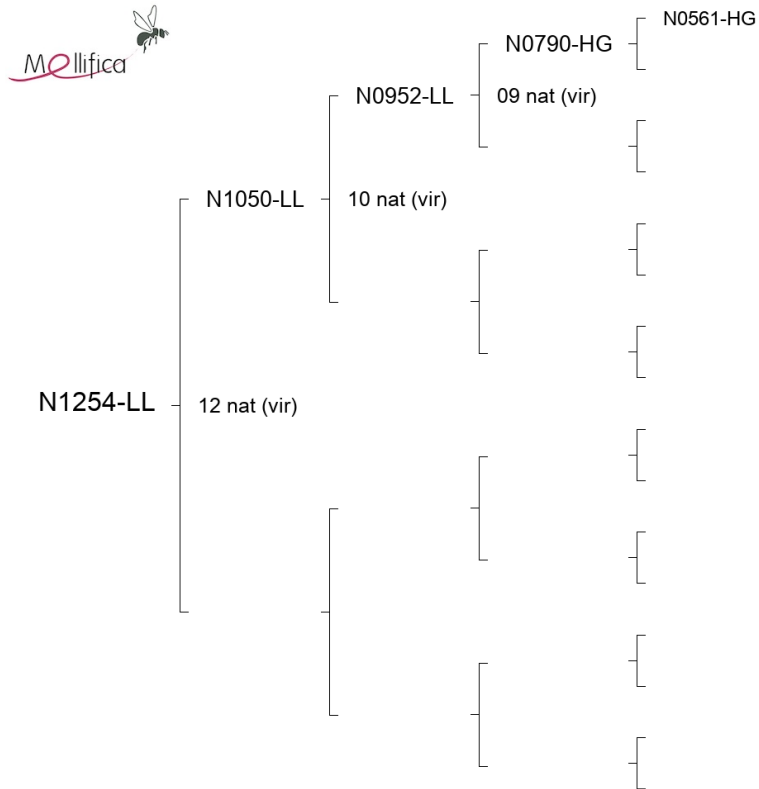 Mellifica
N0561-HG
N0790-HG
N0952-LL
09 nat (vir)
N1050-LL
10 nat (vir)
N1254-LL
12 nat (vir)